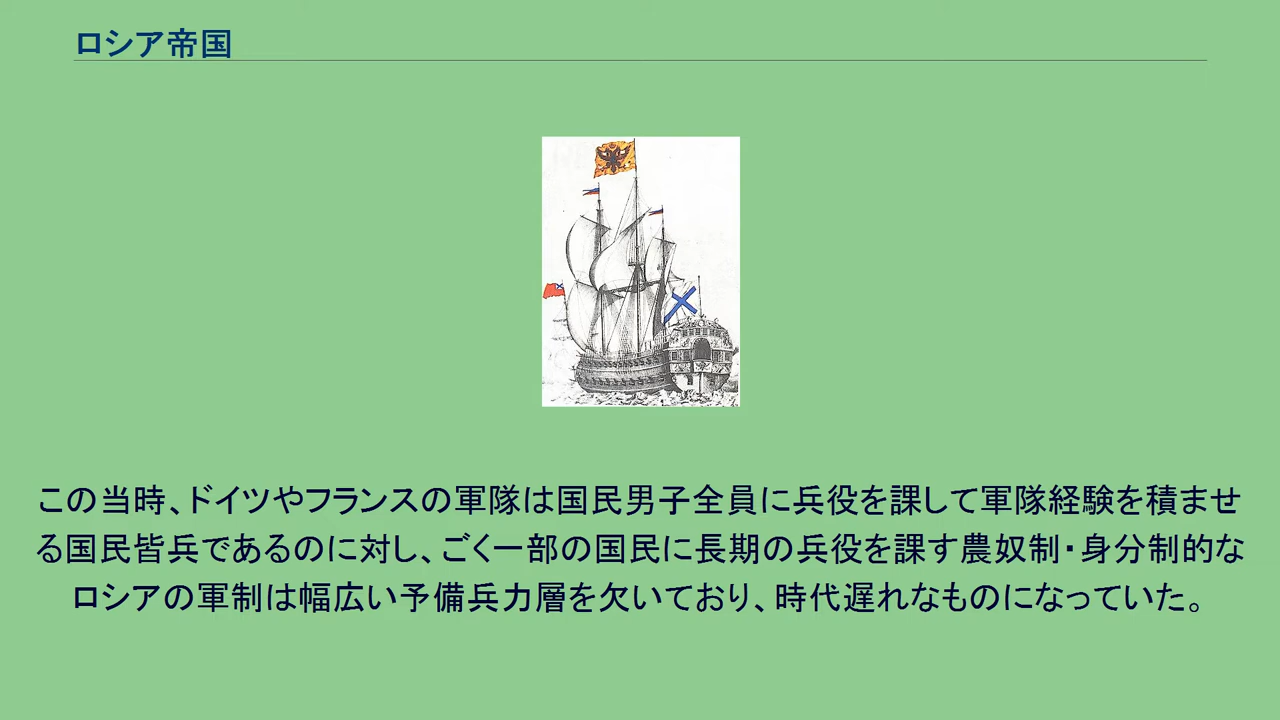 ロシア帝国
この当時、ドイツやフランスの軍隊は国民男子全員に兵役を課して軍隊経験を積ませ
る国民皆兵であるのに対し、ごく一部の国民に長期の兵役を課す農奴制・身分制的な
ロシアの軍制は幅広い予備兵力層を欠いており、時代遅れなものになっていた。